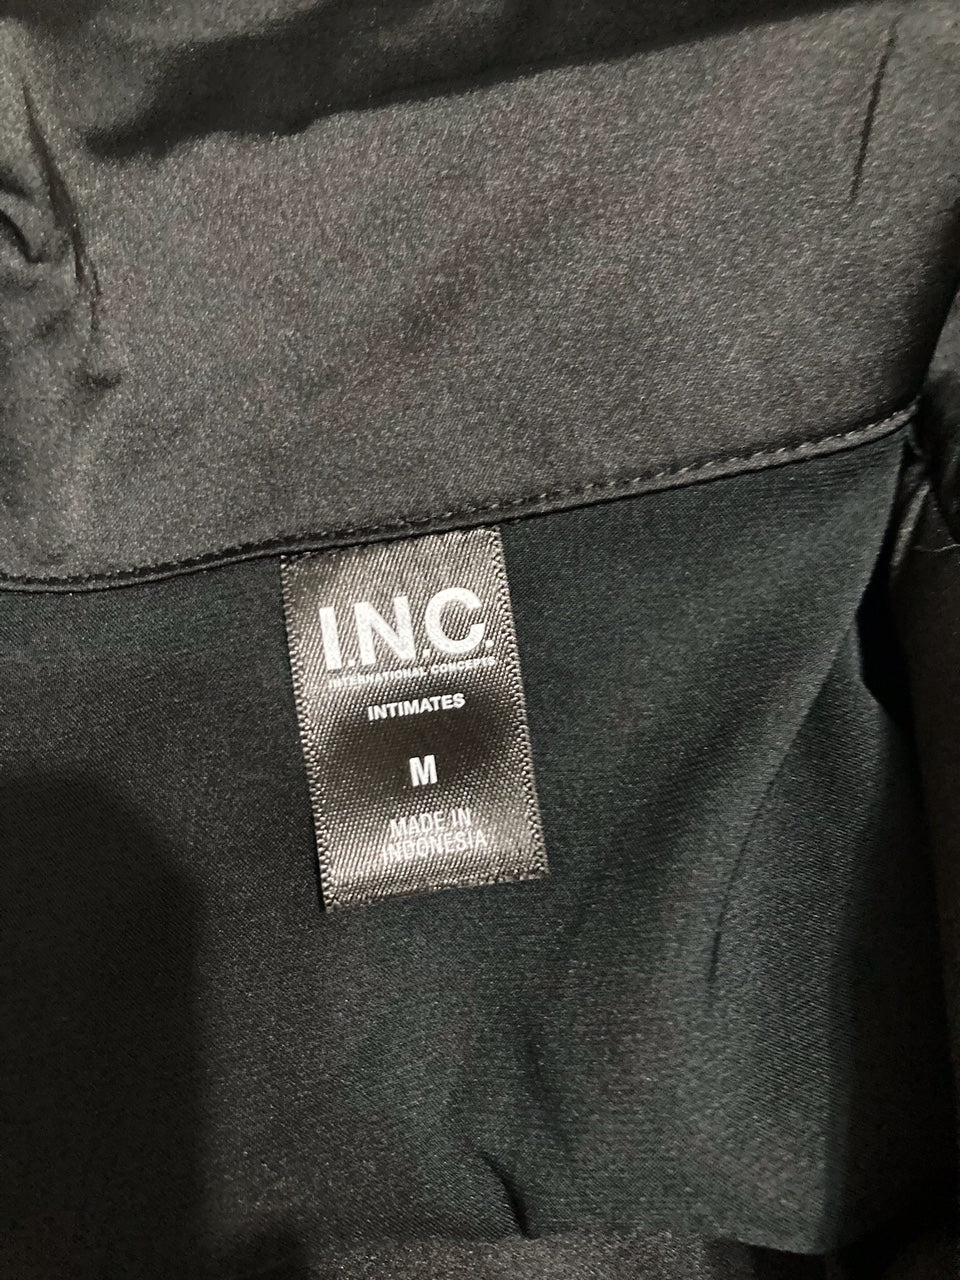 I.N.C.
INTERNATIONAL CONCEPTS
INTIMATES
M
MADE IN
INDONESIA